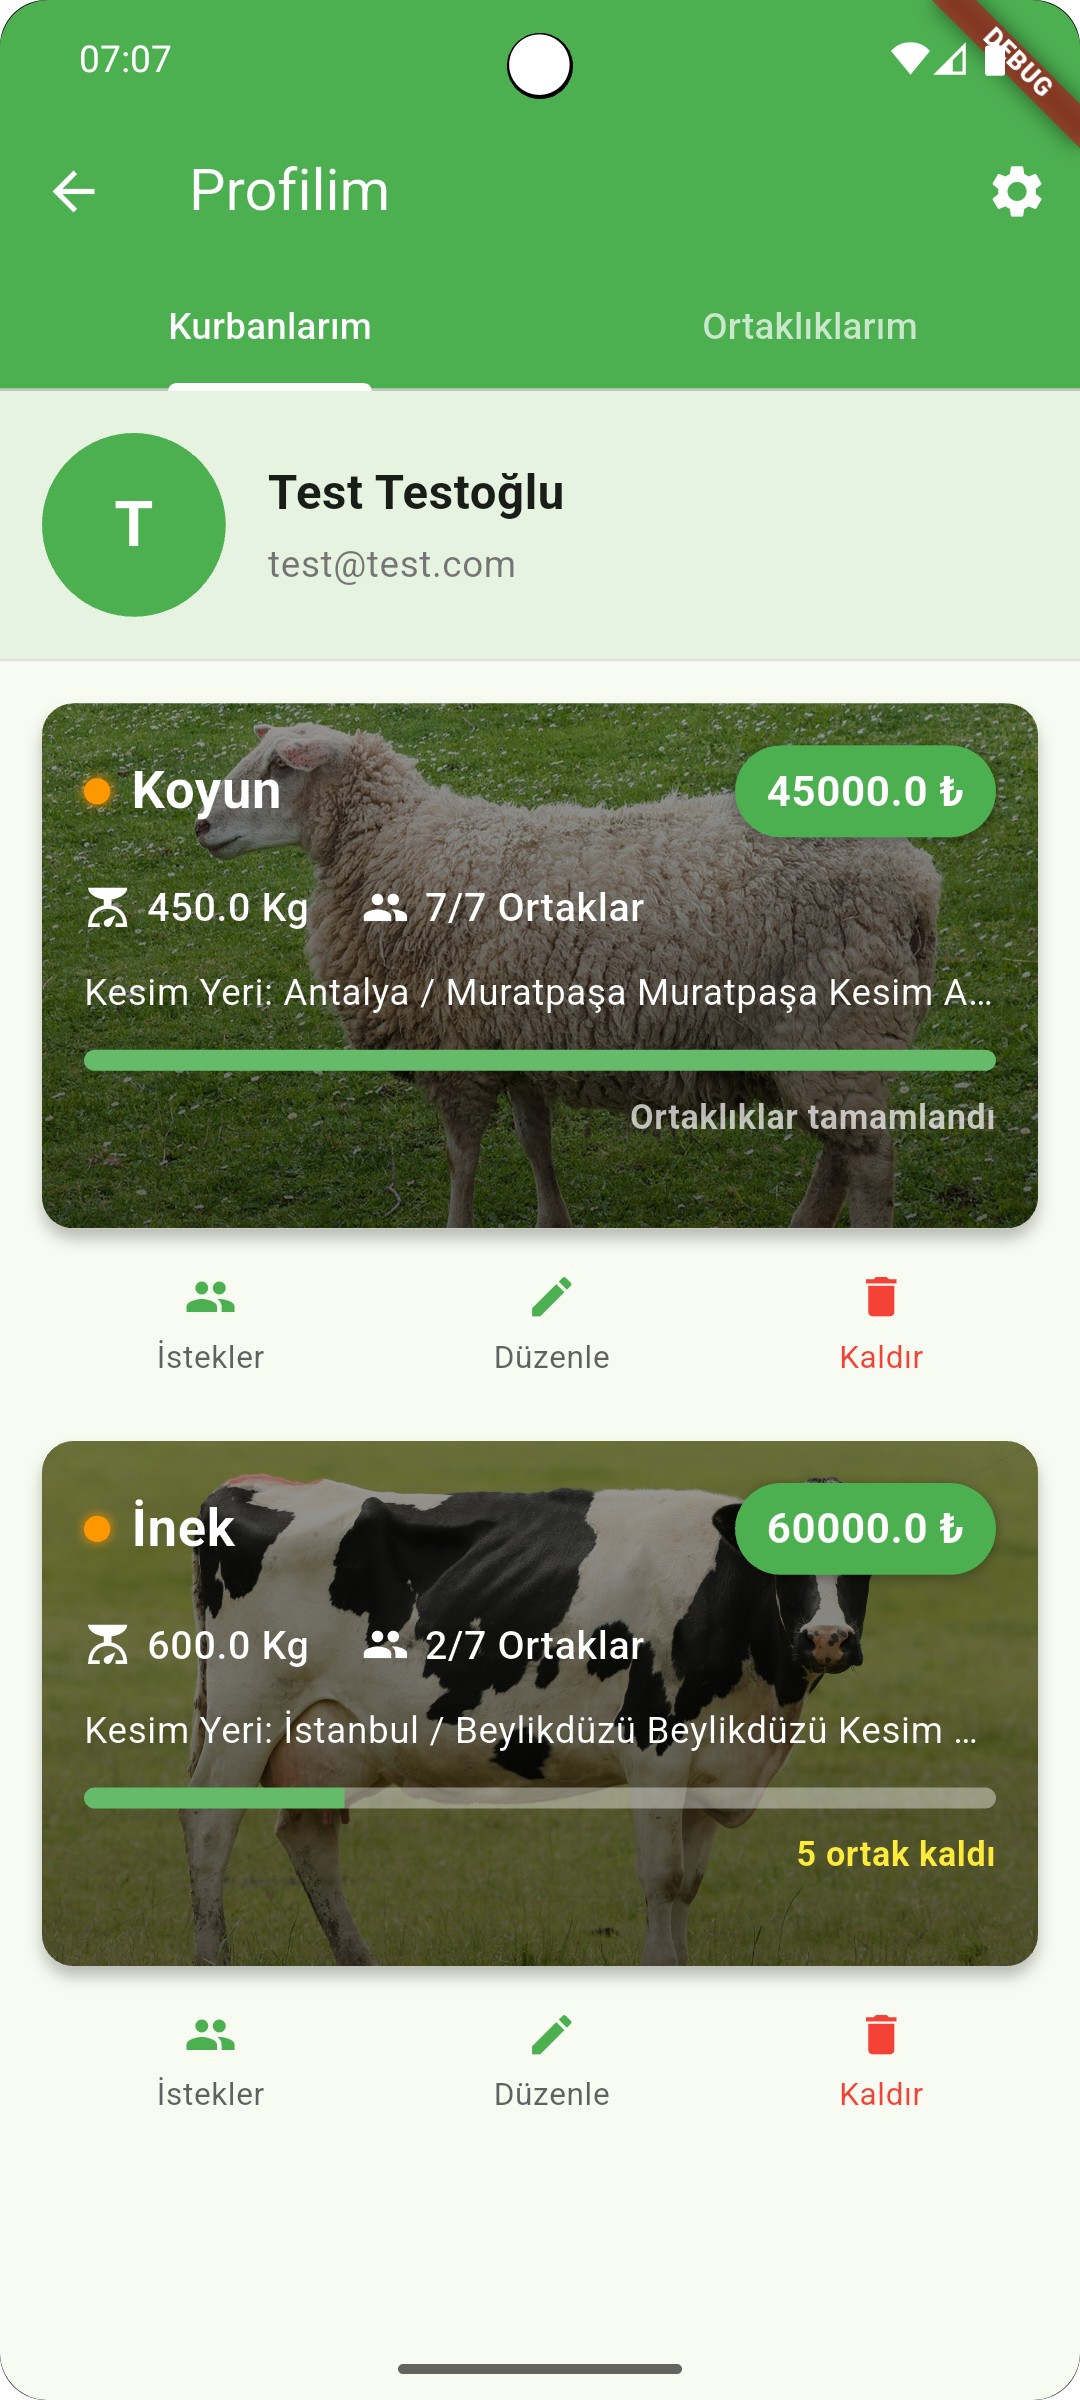 07:07
DEBUG
Profilim
Kurbanlarım
Ortaklıklarım
T
Test Testoğlu
test@test.com
Koyun
45000.0 ₺
450.0 Kg
7/7 Ortaklar
Kesim Yeri: Antalya / Muratpaşa Muratpaşa Kesim A…
Ortaklıklar tamamlandı
İstekler
Düzenle
Kaldır
İnek
60000.0 ₺
600.0 Kg
2/7 Ortaklar
Kesim Yeri: İstanbul / Beylikdüzü Beylikdüzü Kesim …
5 ortak kaldı
İstekler
Düzenle
Kaldır